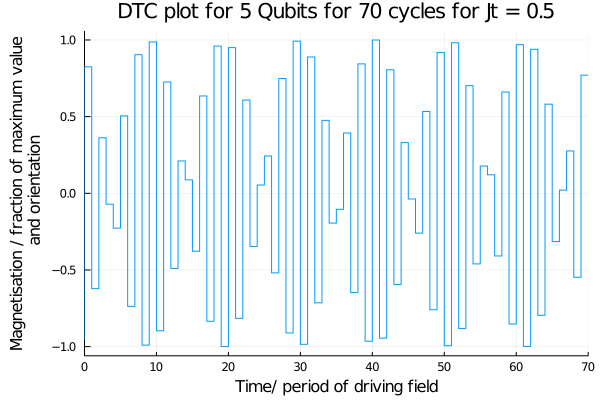 DTC plot for 5 Qubits for 70 cycles for Jt = 0.5
Magnetisation / fraction of maximum value
and orientation
1.0
0.5
0.0
−0.5
−1.0
0 10 20 30 40 50 60 70
Time/ period of driving field